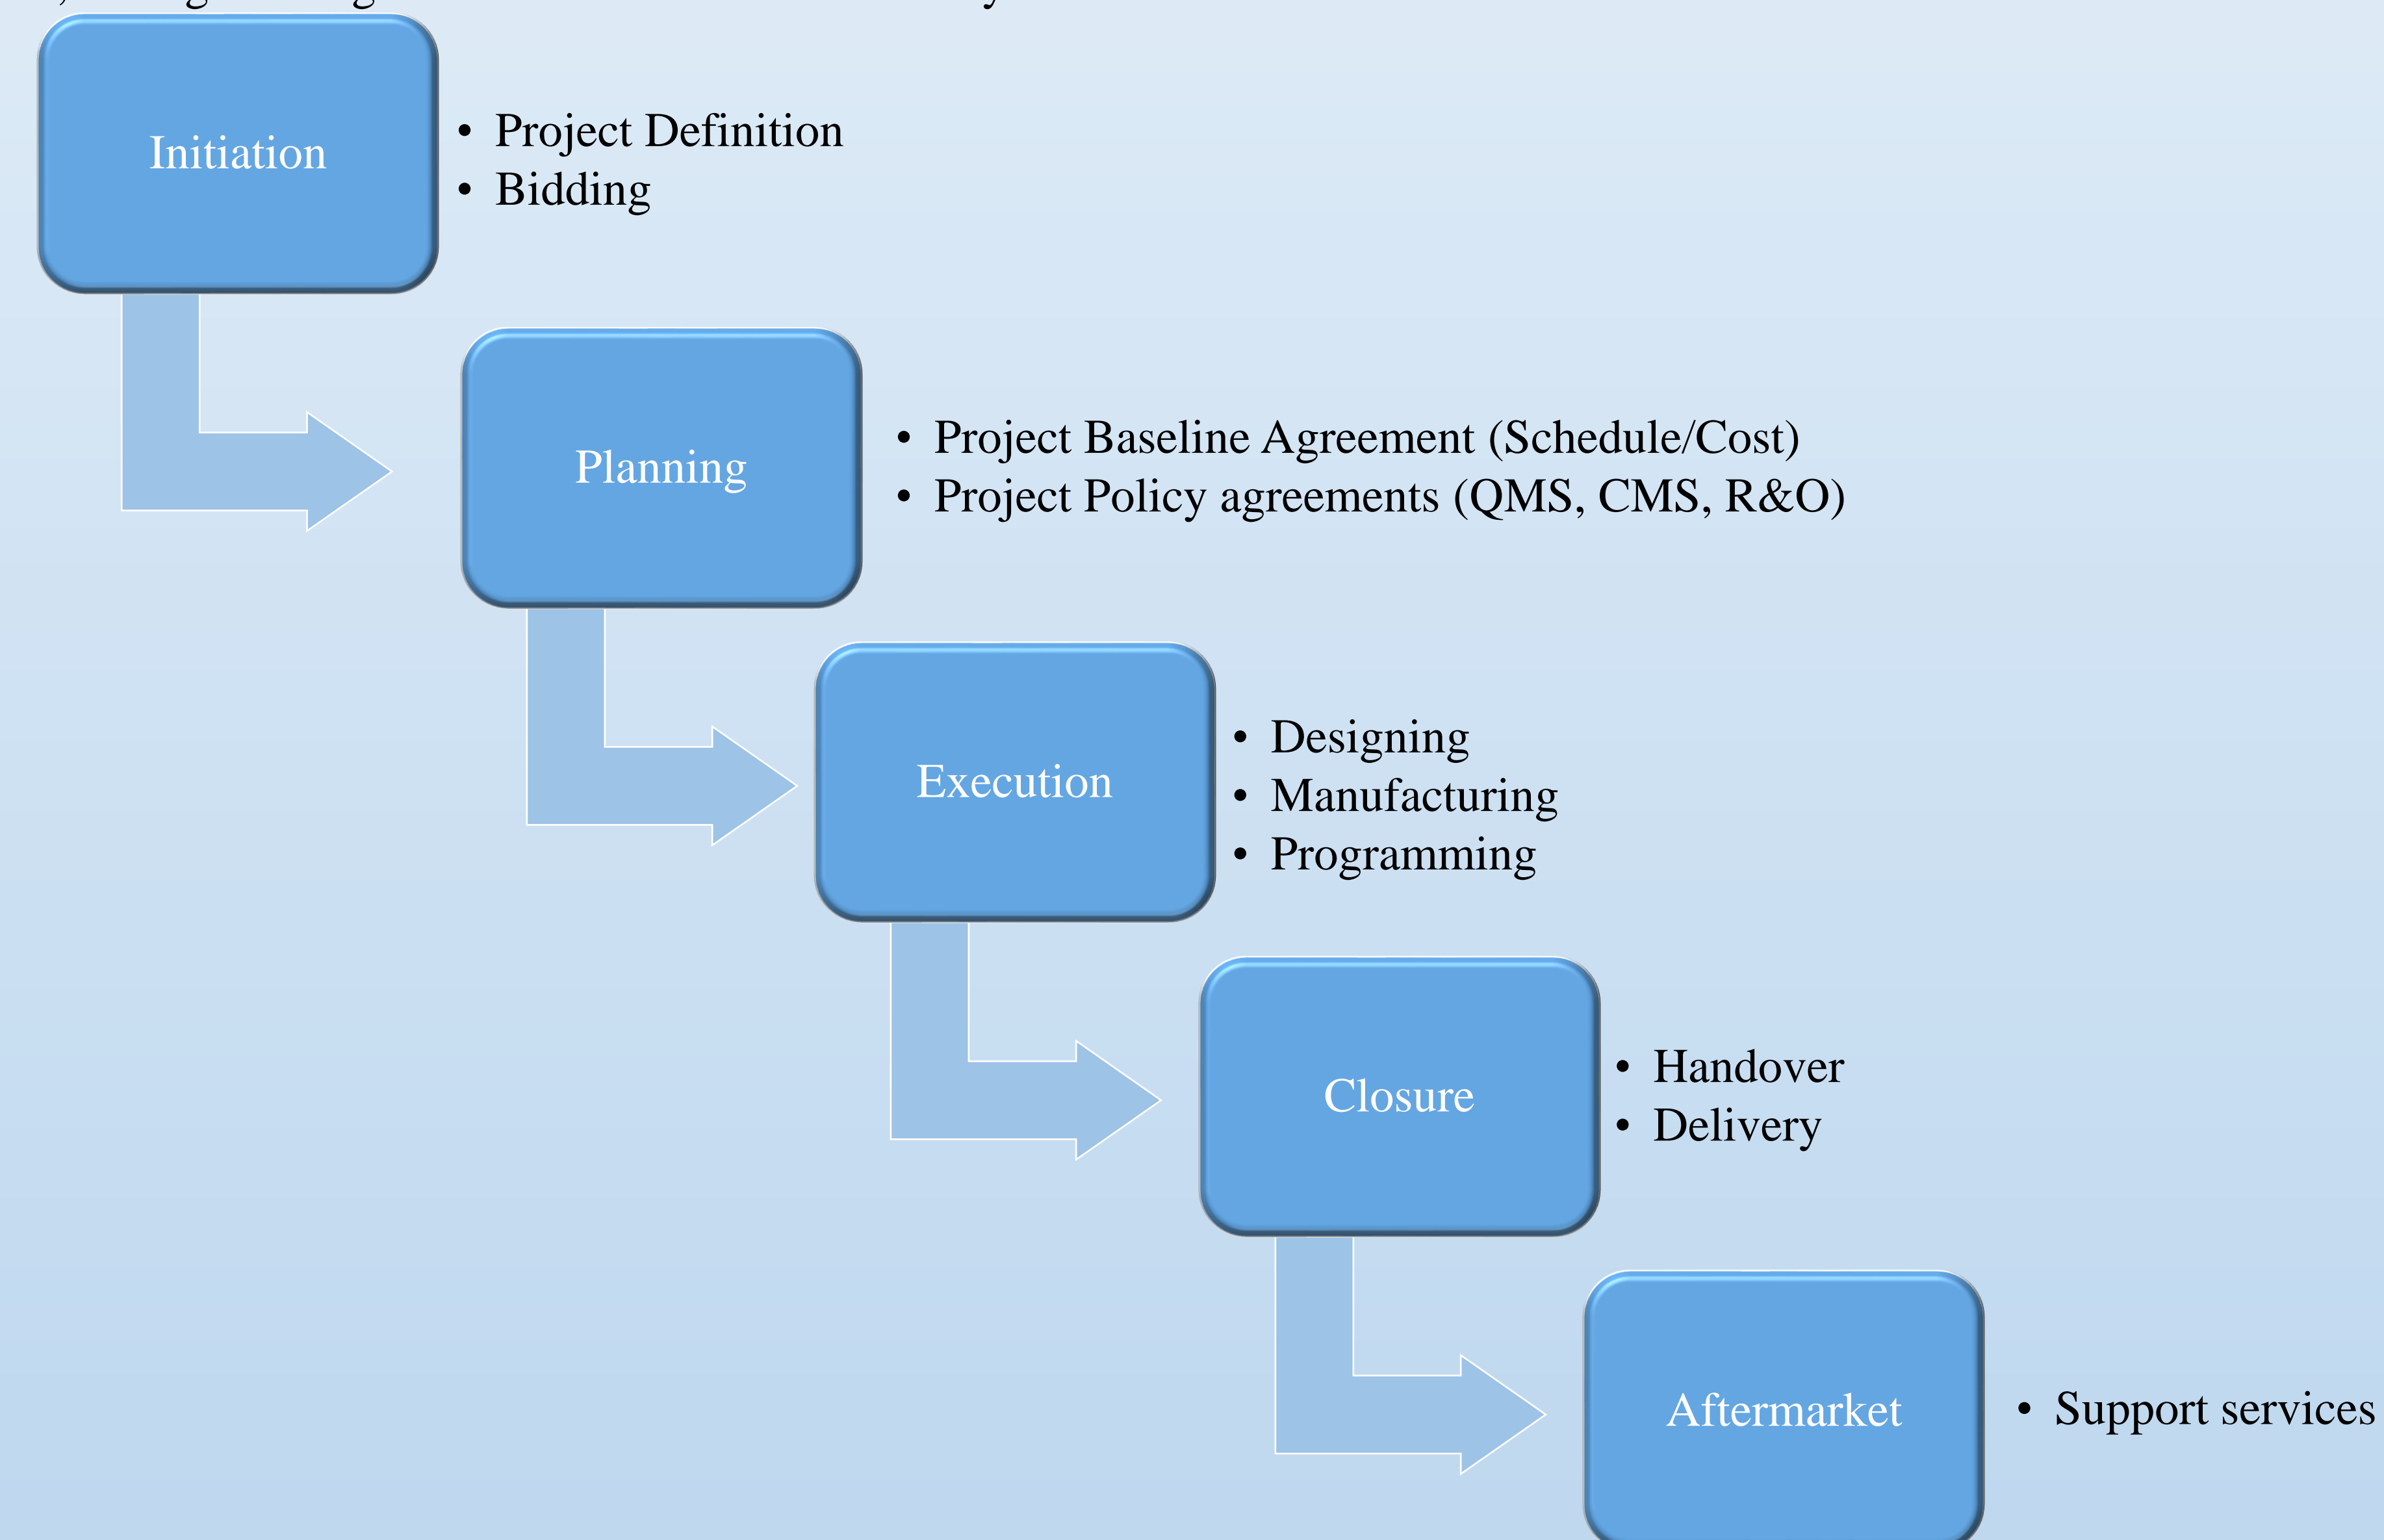 Initiation
• Project Definition
• Bidding
Planning
• Project Baseline Agreement (Schedule/Cost)
• Project Policy agreements (QMS, CMS, R&O)
Execution
• Designing
• Manufacturing
• Programming
Closure
• Handover
• Delivery
Aftermarket
• Support services